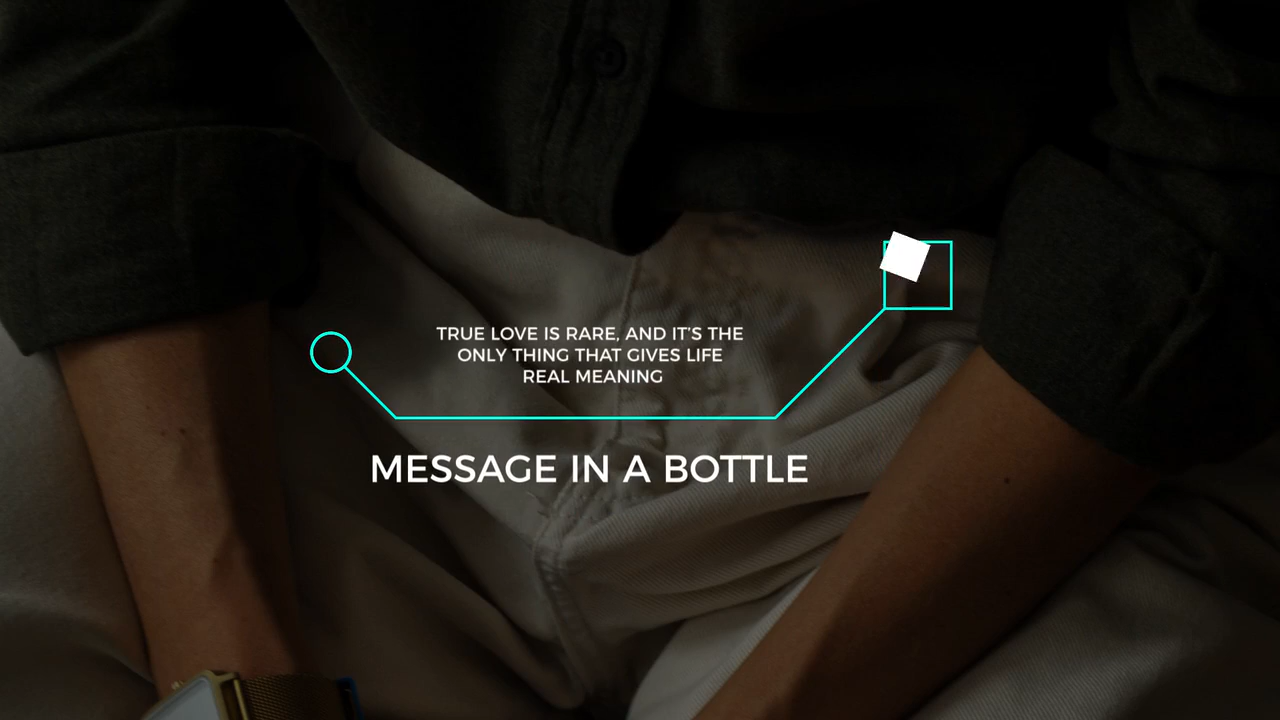 TRUE LOVE IS RARE, AND IT'S THE
ONLY THING THAT GIVES LIFE
REAL MEANING
MESSAGE IN A BOTTLE